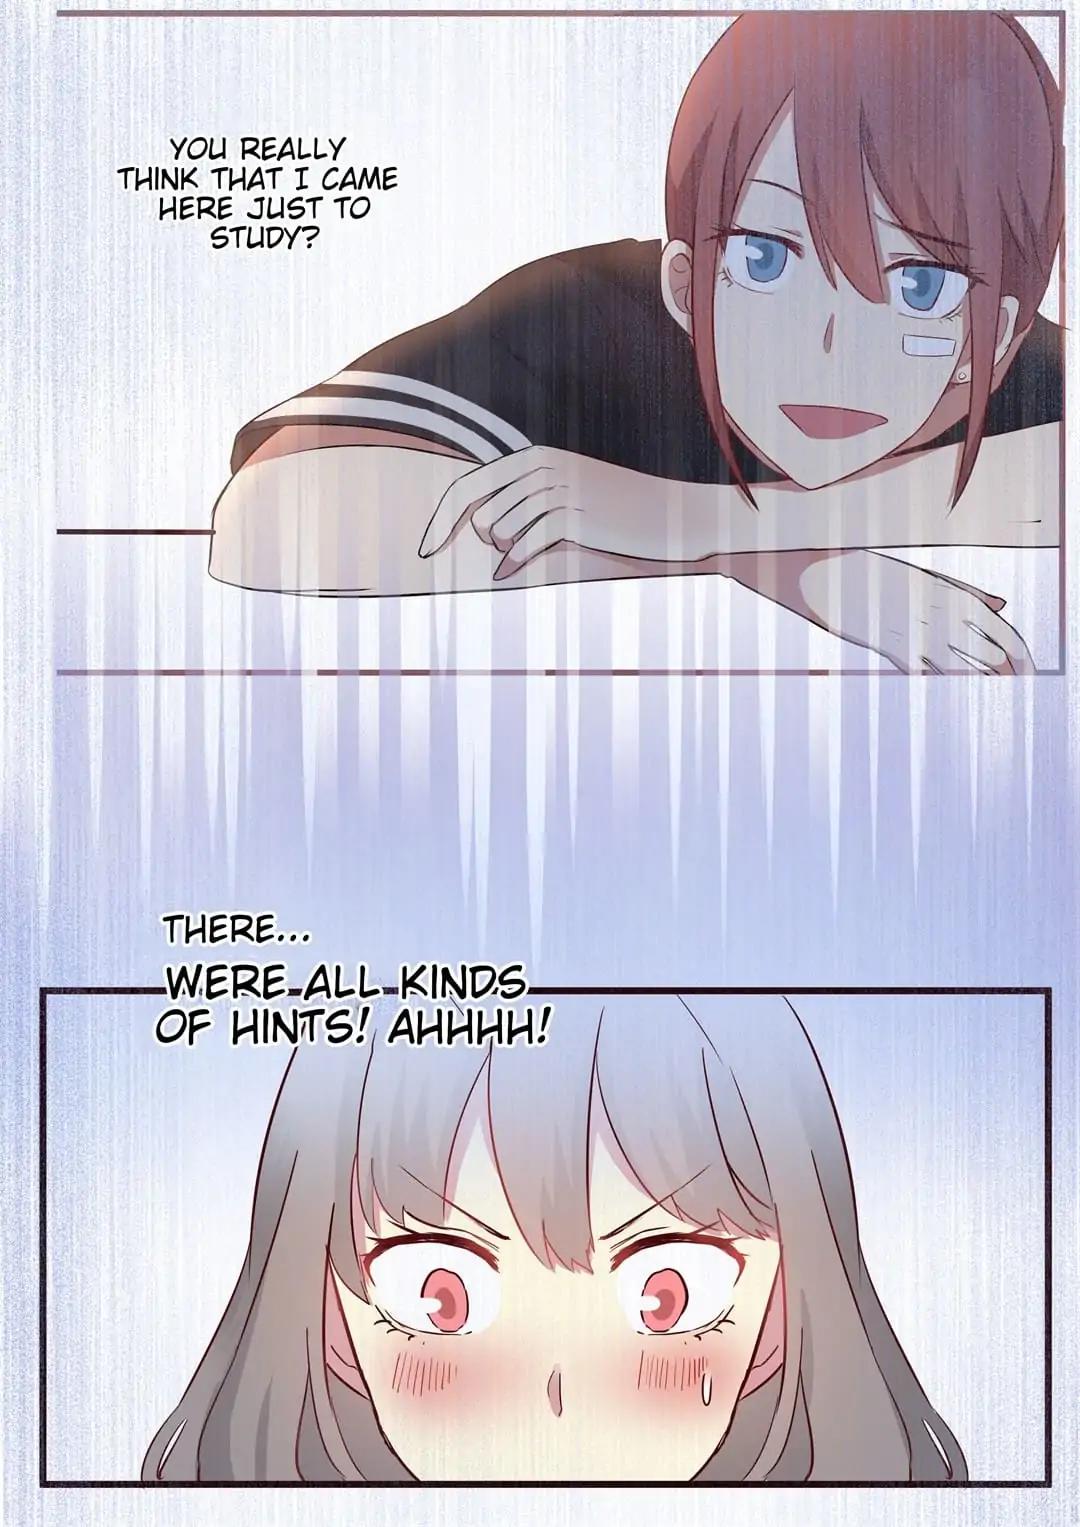 YOU REALLY
THINK THAT I CAME
HERE JUST TO
STUDY?
THERE...
WERE ALL KINDS
OF HINTS! AHHHH!